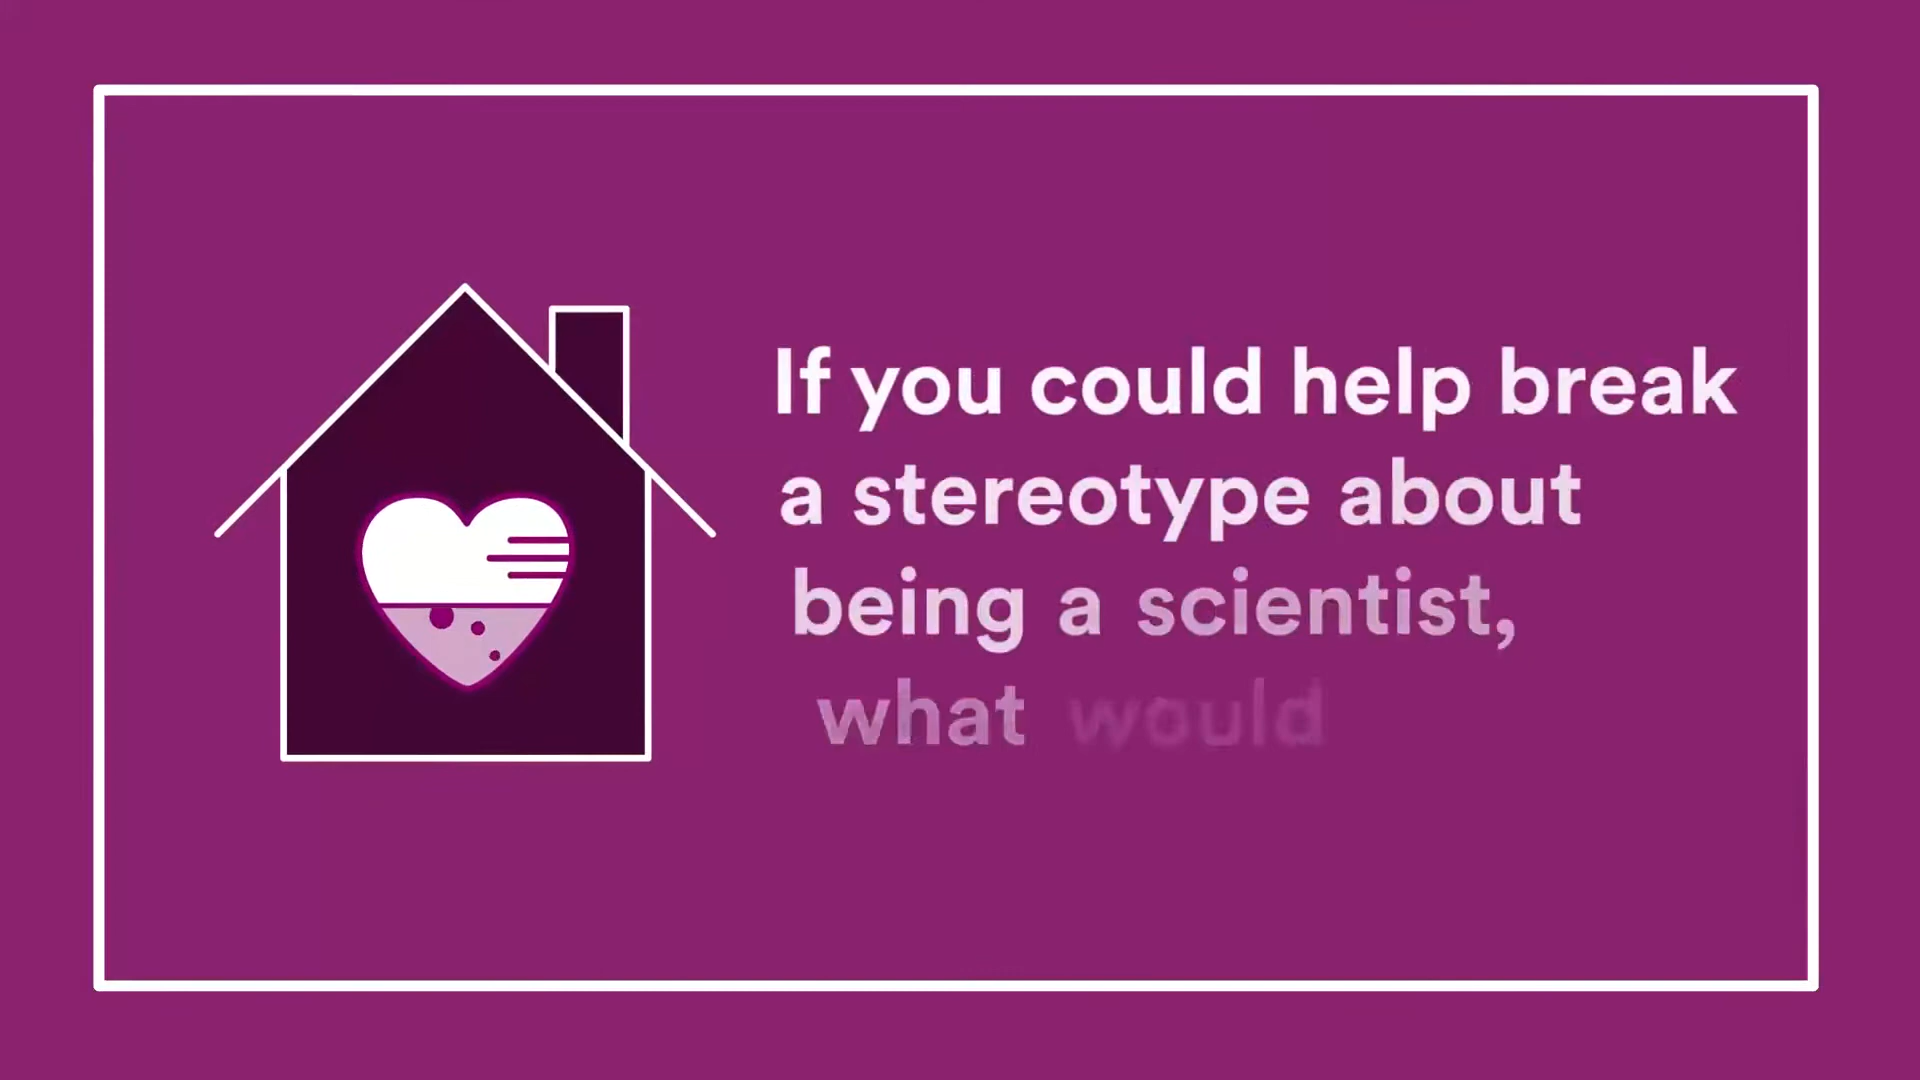 If you could help break
a stereotype about
being a scientist,
what would